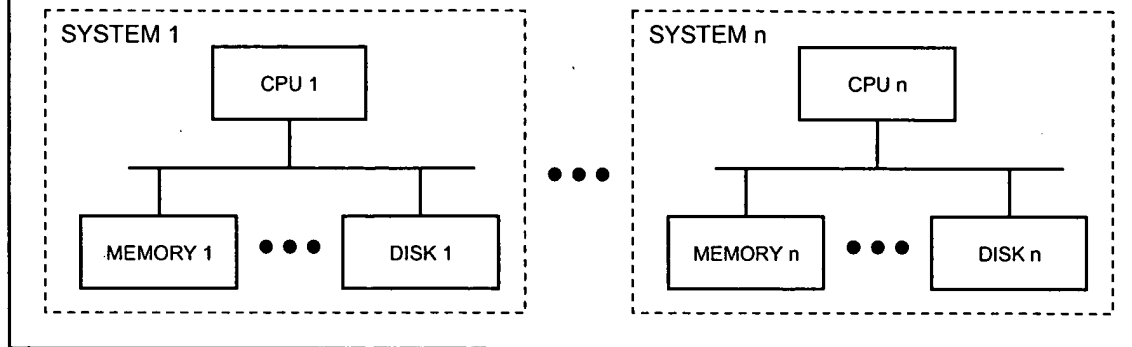 SYSTEM 1
CPU 1
MEMORY 1
DISK 1
SYSTEM n
CPU n
MEMORY n
DISK n